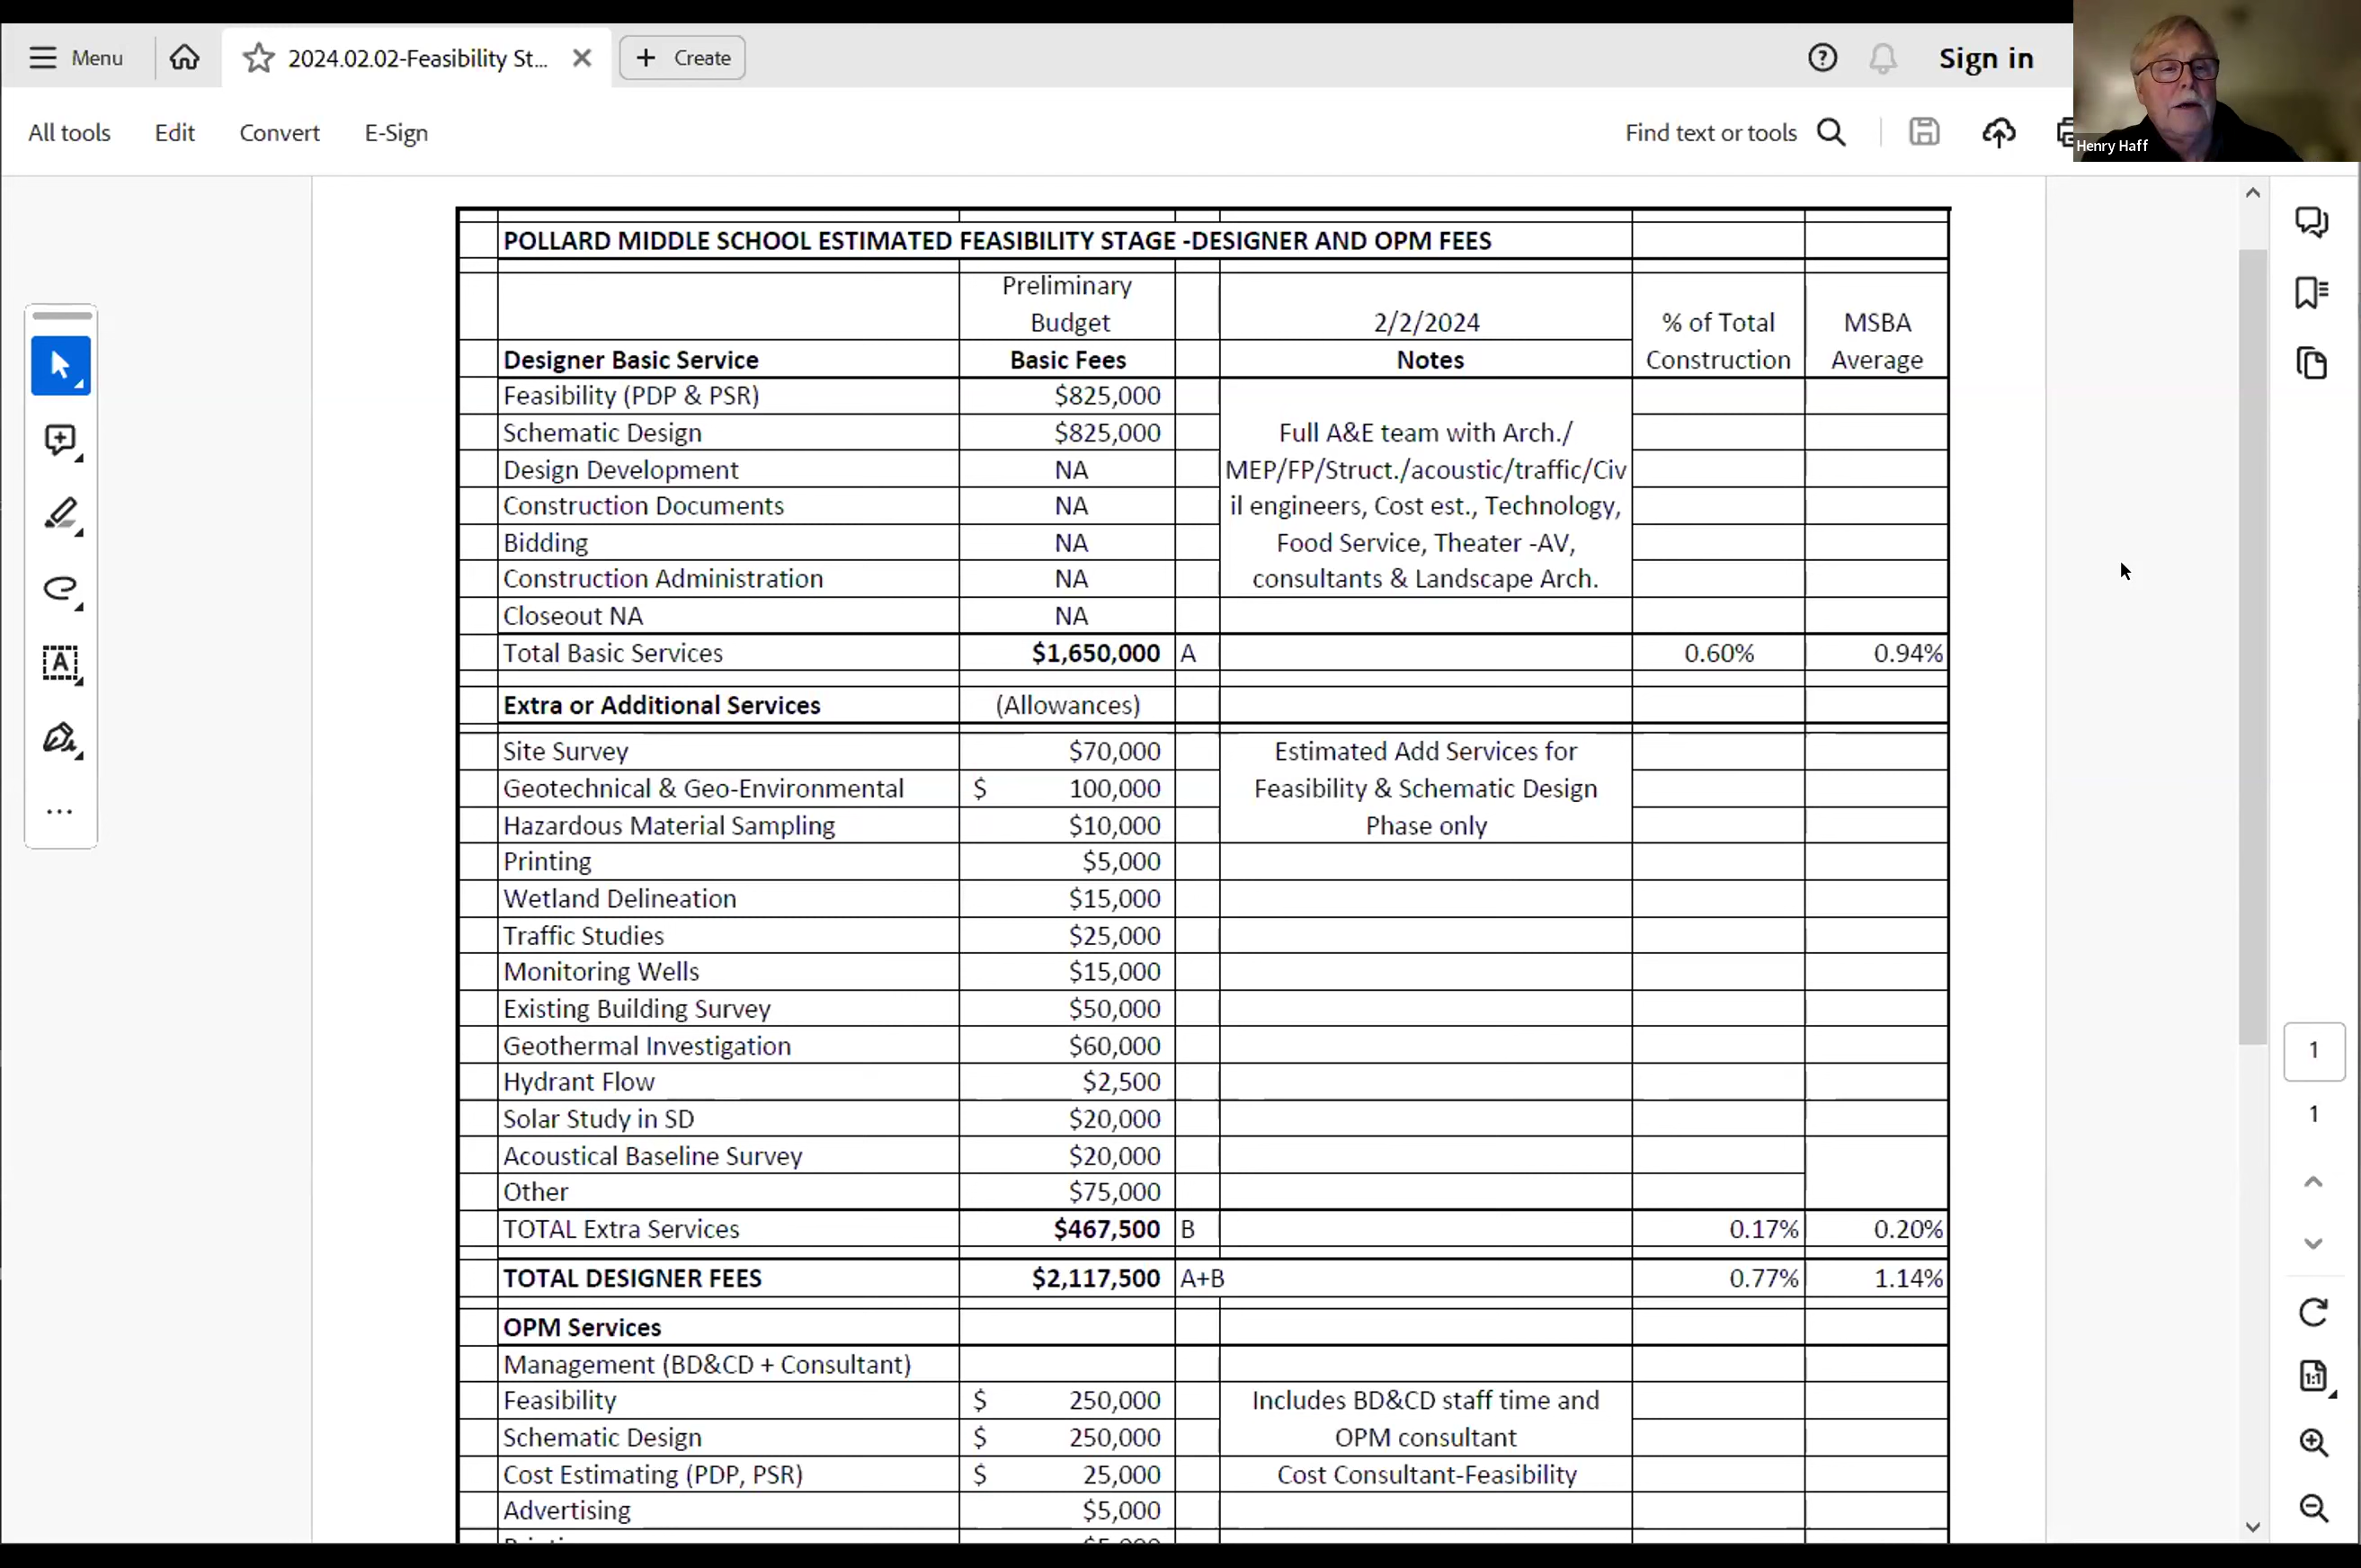 Menu
2024.02.02-Feasibility St...
Create
Sign in
All tools
Edit
Convert
E-Sign
Find text or tools
Henry Haff
POLLARD MIDDLE SCHOOL ESTIMATED FEASIBILITY STAGE -DESIGNER AND OPM FEES
Preliminary
Budget 2/2/2024 % of Total MSBA
Designer Basic Service Basic Fees Notes Construction Average
Feasibility (PDP & PSR) $825,000
Schematic Design $825,000 Full A&E team with Arch./
Design Development NA MEP/FP/Struct./acoustic/traffic/Civ
Construction Documents NA il engineers, Cost est., Technology,
Bidding NA Food Service, Theater -AV,
Construction Administration NA consultants & Landscape Arch.
Closeout NA NA
Total Basic Services $1,650,000 A 0.60% 0.94%
Extra or Additional Services (Allowances)
Site Survey $70,000 Estimated Add Services for
Geotechnical & Geo-Environmental $ 100,000 Feasibility & Schematic Design
Hazardous Material Sampling $10,000 Phase only
Printing $5,000
Wetland Delineation $15,000
Traffic Studies $25,000
Monitoring Wells $15,000
Existing Building Survey $50,000
Geothermal Investigation $60,000
Hydrant Flow $2,500
Solar Study in SD $20,000
Acoustical Baseline Survey $20,000
Other $75,000
TOTAL Extra Services $467,500 B 0.17% 0.20%
TOTAL DESIGNER FEES $2,117,500 A+B 0.77% 1.14%
OPM Services
Management (BD&CD + Consultant)
Feasibility $ 250,000 Includes BD&CD staff time and
Schematic Design $ 250,000 OPM consultant
Cost Estimating (PDP, PSR) $ 25,000 Cost Consultant-Feasibility
Advertising $5,000
1
1